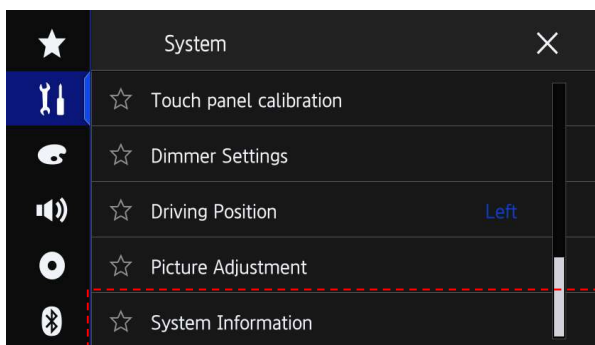 System
Touch panel calibration
Dimmer Settings
Driving Position Left
Picture Adjustment
System Information